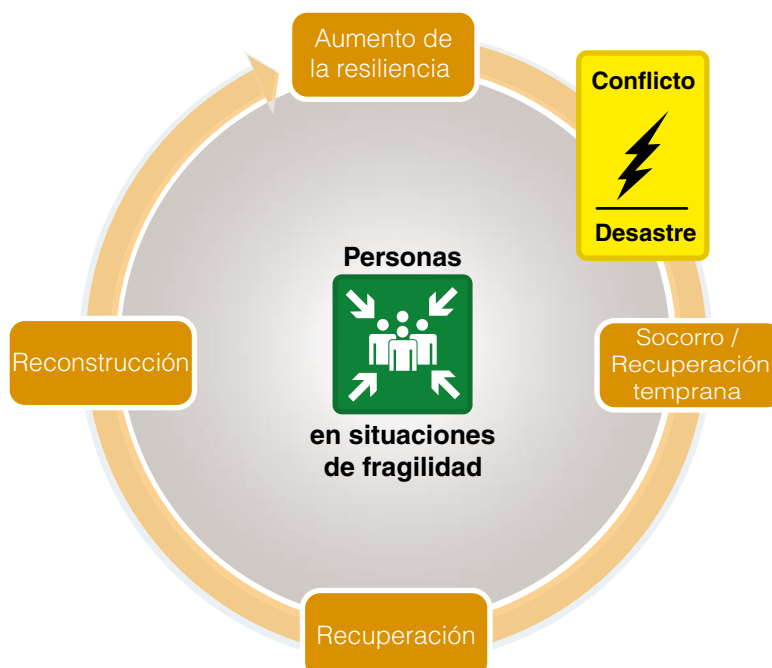 Aumento de
la resiliencia
Conflicto
Desastre
Personas
en situaciones
de fragilidad
Reconstrucción
Socorro /
Recuperación
temprana
Recuperación